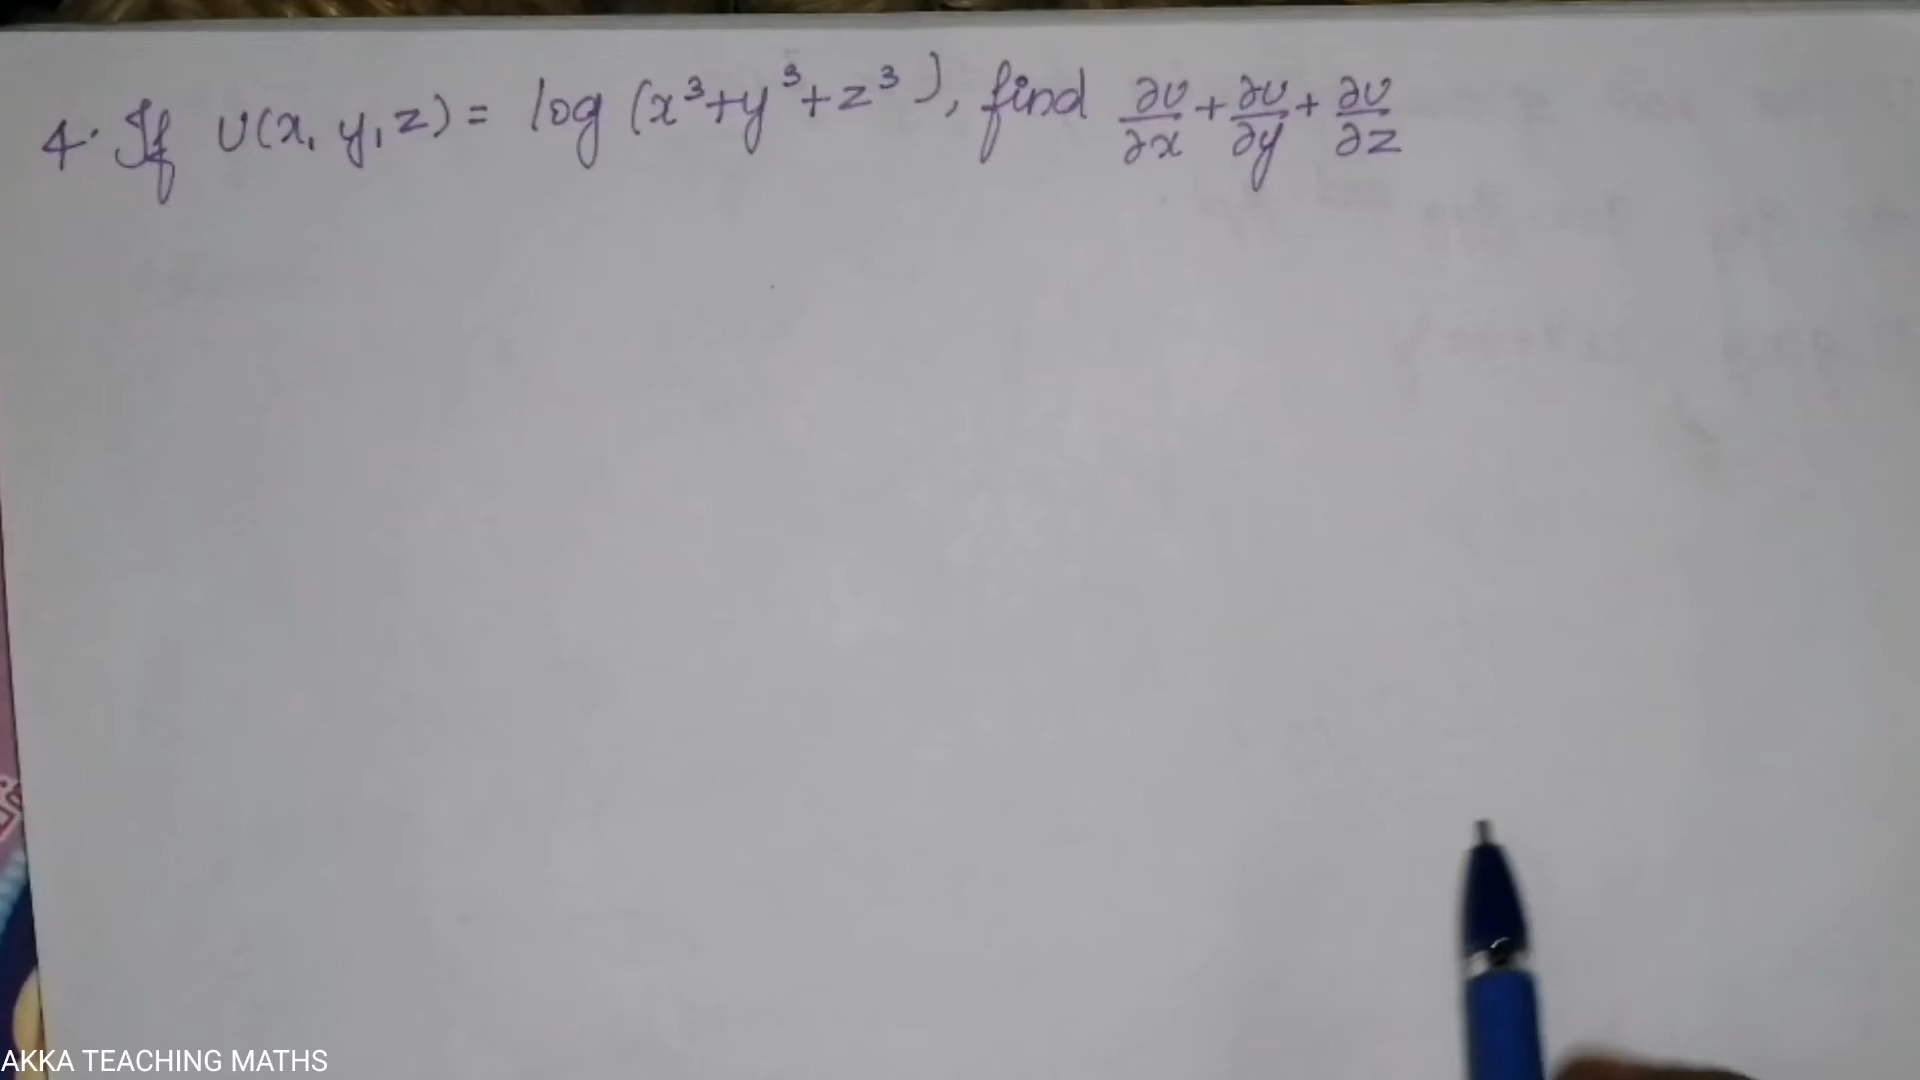 4. If U(x, y, z) = log (x³+y³+z³), find ∂U/∂x + ∂U/∂y + ∂U/∂z
AKKA TEACHING MATHS